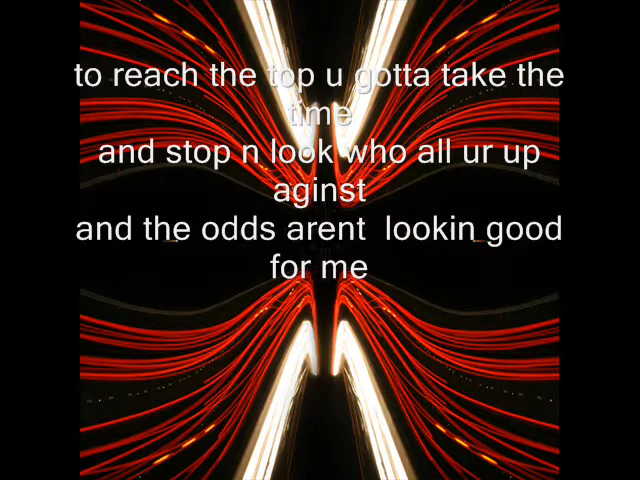 to reach the top u gotta take the
time
and stop n look who all ur up
aginst
and the odds arent  lookin good
for me